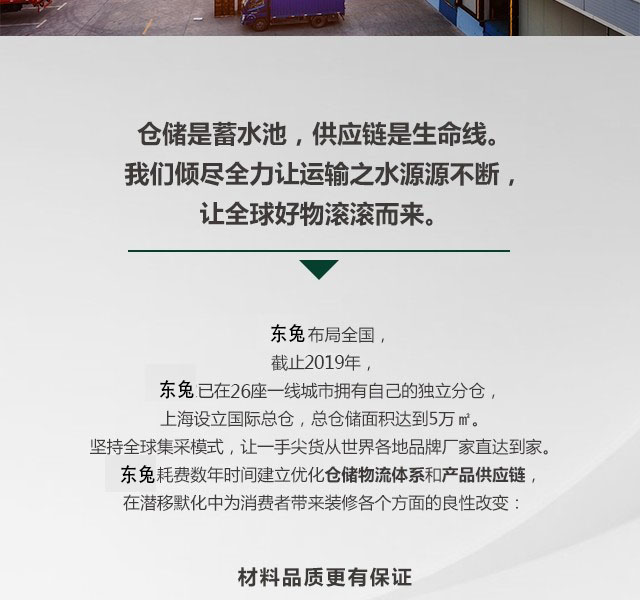 仓储是蓄水池，供应链是生命线。
我们倾尽全力让运输之水源源不断，
让全球好物滚滚而来。
东兔布局全国，
截止2019年，
东兔已在26座一线城市拥有自己的独立分仓，
上海设立国际总仓，总仓储面积达到5万㎡。
坚持全球集采模式，让一手尖货从世界各地品牌厂家直达到家。
东兔耗费数年时间建立优化仓储物流体系和产品供应链，
在潜移默化中为消费者带来装修各个方面的良性改变：
材料品质更有保证